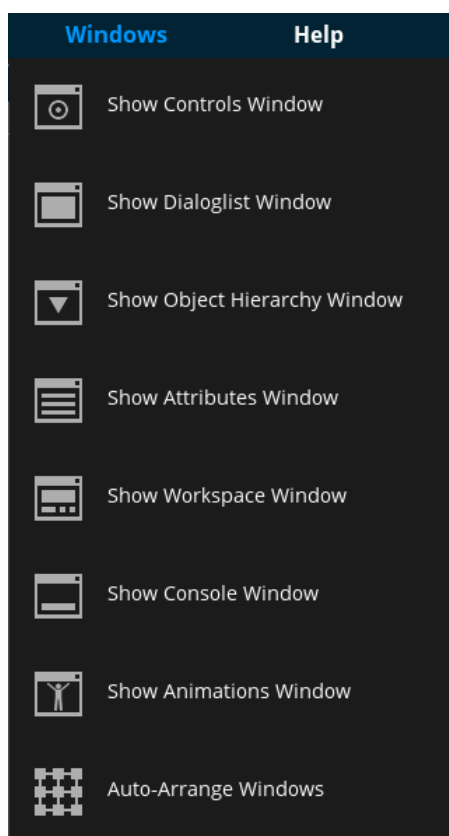 Windows Help
Show Controls Window
Show Dialoglist Window
Show Object Hierarchy Window
Show Attributes Window
Show Workspace Window
Show Console Window
Show Animations Window
Auto-Arrange Windows